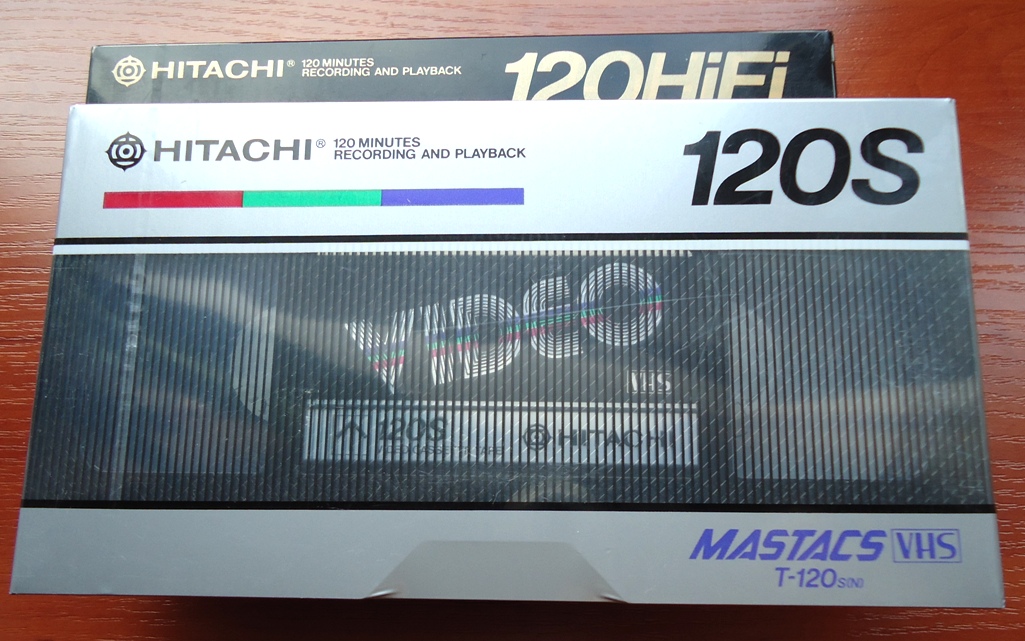 HITACHI® 120 MINUTES
RECORDING AND PLAYBACK
120HiFi
HITACHI® 120 MINUTES
RECORDING AND PLAYBACK
120S
VIDEO
VHS
120S
HITACHI
MASTACS VHS
T-120S(N)